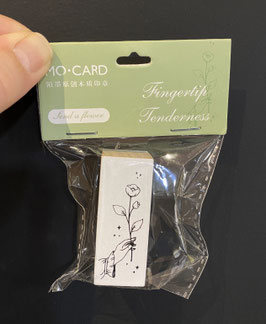 MO·CARD
Send a flower
Fingertip
Tenderness